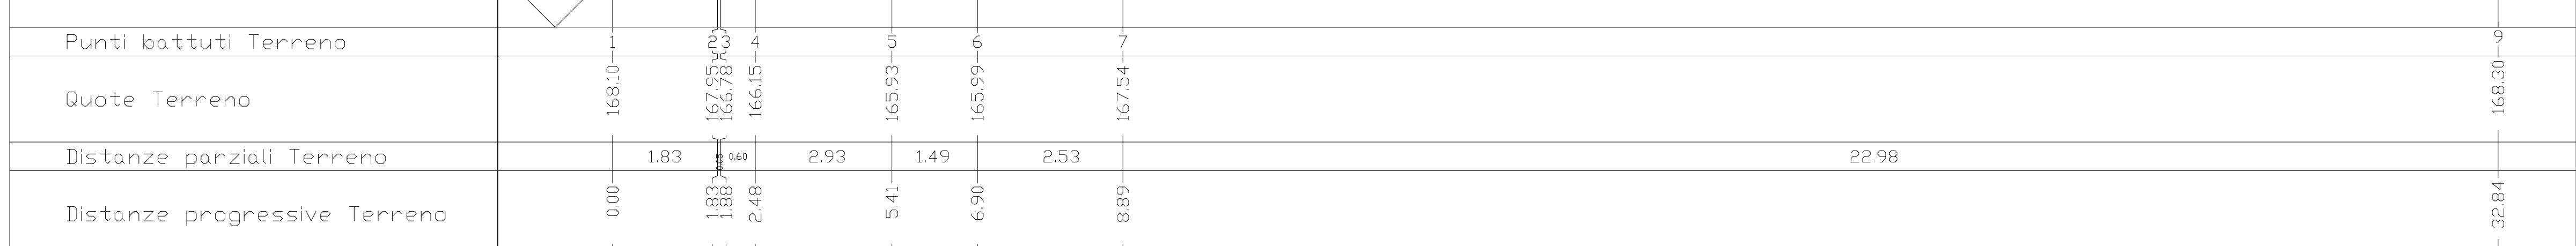 Punti battuti Terreno 1 2 3 4 5 6 7 9
Quote Terreno 168.10 167.95 166.78 166.15 165.93 165.99 167.54 168.30
Distanze parziali Terreno 1.83 0.05 0.60 2.93 1.49 2.53 22.98
Distanze progressive Terreno 0.00 1.83 1.88 2.48 5.41 6.90 8.89 32.84